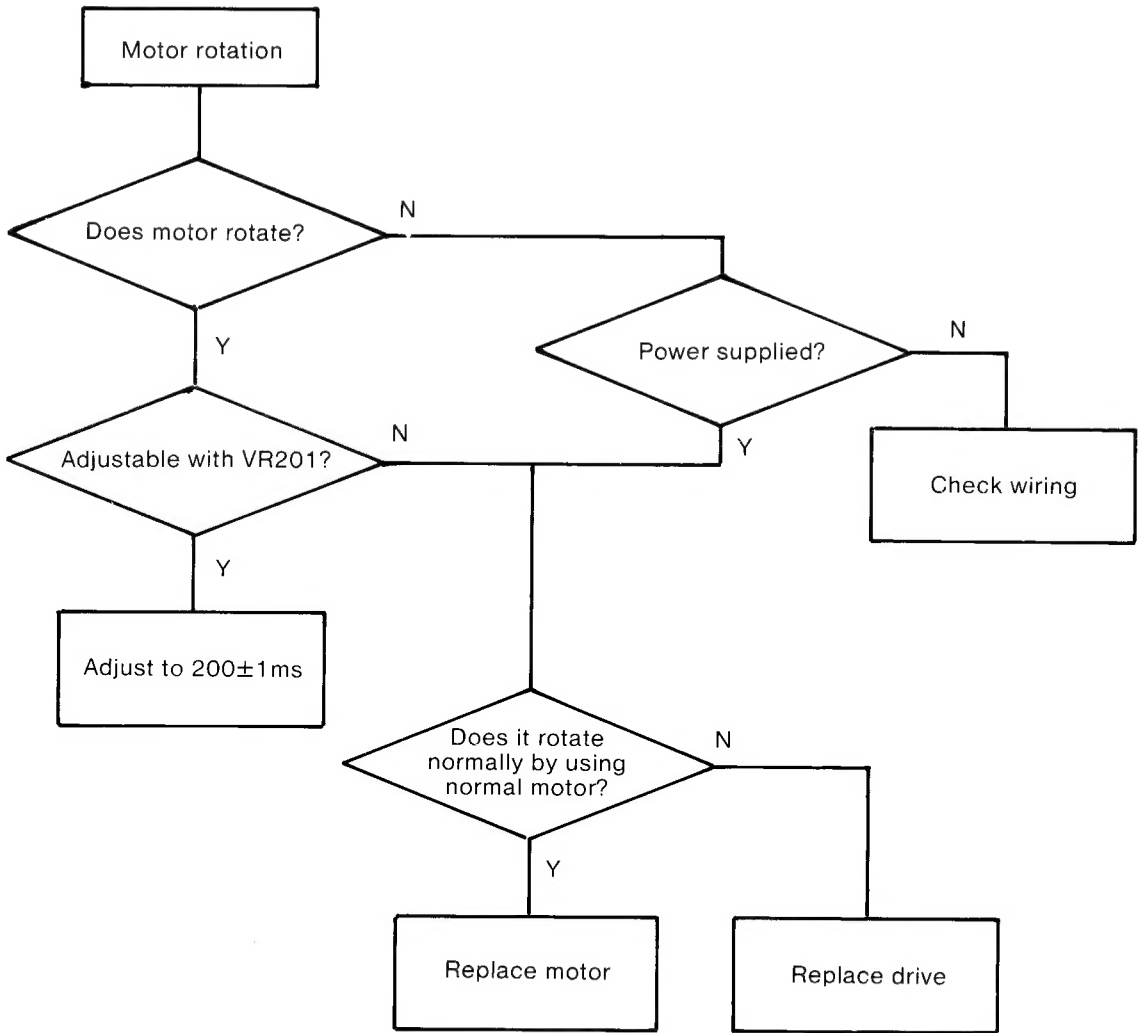 Motor rotation
Does motor rotate?
N
Y
Power supplied?
N
Y
Check wiring
Adjustable with VR201?
N
Y
Adjust to 200±1ms
Does it rotate
normally by using
normal motor?
N
Y
Replace motor
Replace drive